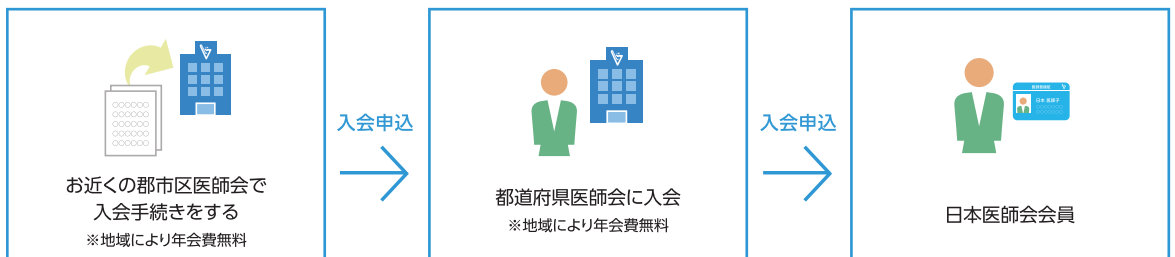 お近くの郡市区医師会で
入会手続きをする
※地域により年会費無料
入会申込
都道府県医師会に入会
※地域により年会費無料
入会申込
日本医師会会員